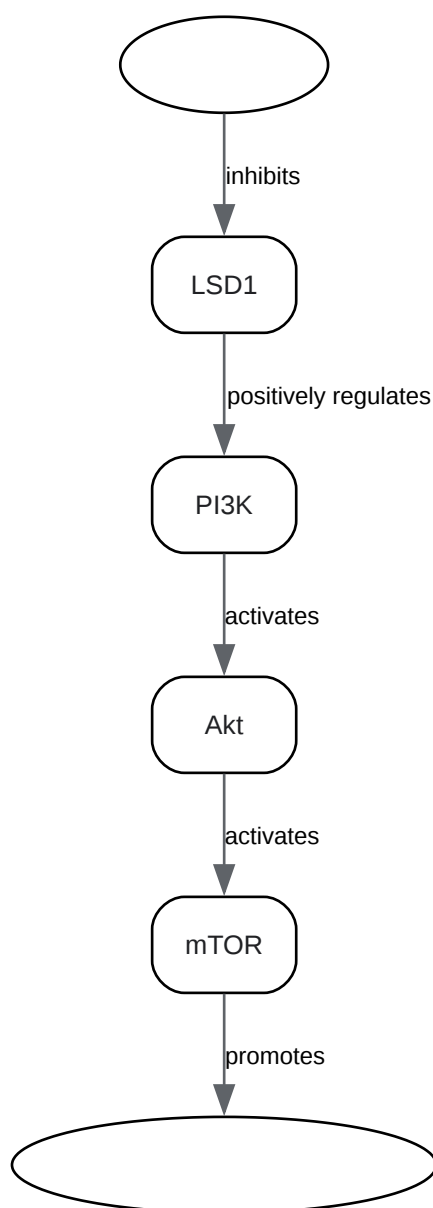 inhibits
LSD1
positively regulates
PI3K
activates
Akt
activates
mTOR
promotes